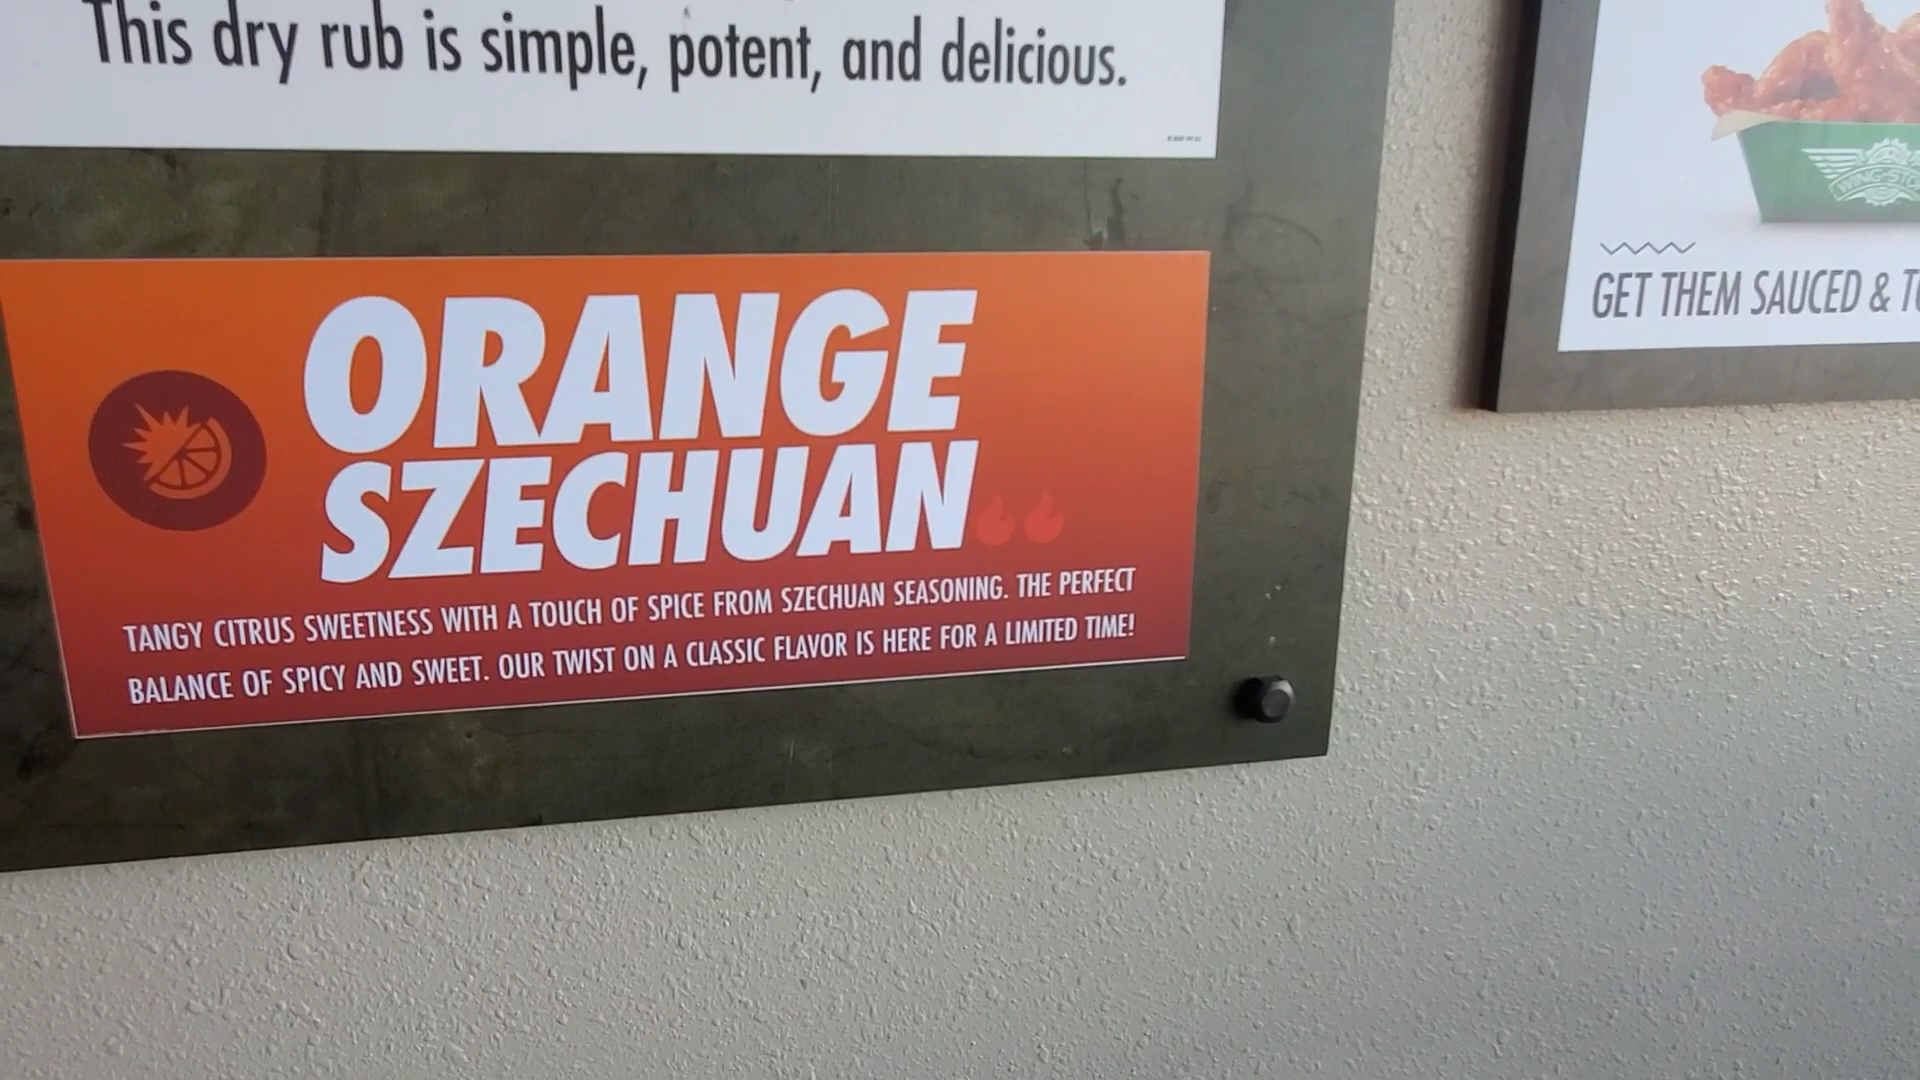 This dry rub is simple, potent, and delicious.
ORANGE
SZECHUAN
TANGY CITRUS SWEETNESS WITH A TOUCH OF SPICE FROM SZECHUAN SEASONING. THE PERFECT
BALANCE OF SPICY AND SWEET. OUR TWIST ON A CLASSIC FLAVOR IS HERE FOR A LIMITED TIME!
GET THEM SAUCED &